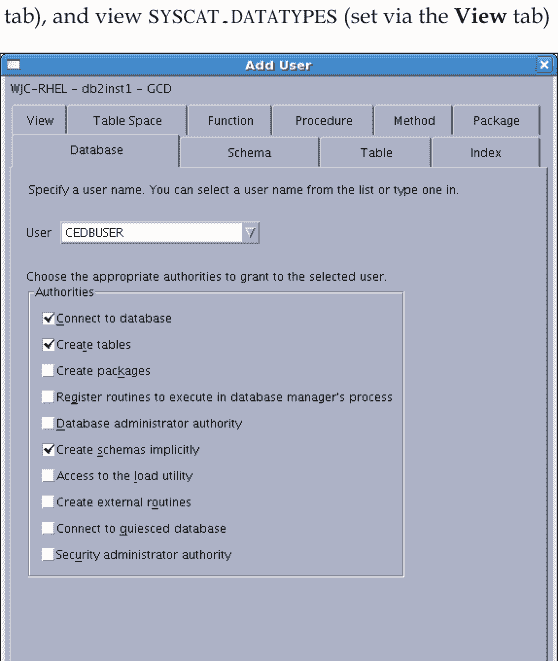 tab), and view SYSCAT.DATATYPES (set via the View tab)
Add User
WJC-RHEL - db2inst1 - GCD
View Table Space Function Procedure Method Package
Database Schema Table Index
Specify a user name. You can select a user name from the list or type one in.
User CEDBUSER
Choose the appropriate authorities to grant to the selected user.
Authorities
Connect to database
Create tables
Create packages
Register routines to execute in database manager's process
Database administrator authority
Create schemas implicitly
Access to the load utility
Create external routines
Connect to quiesced database
Security administrator authority